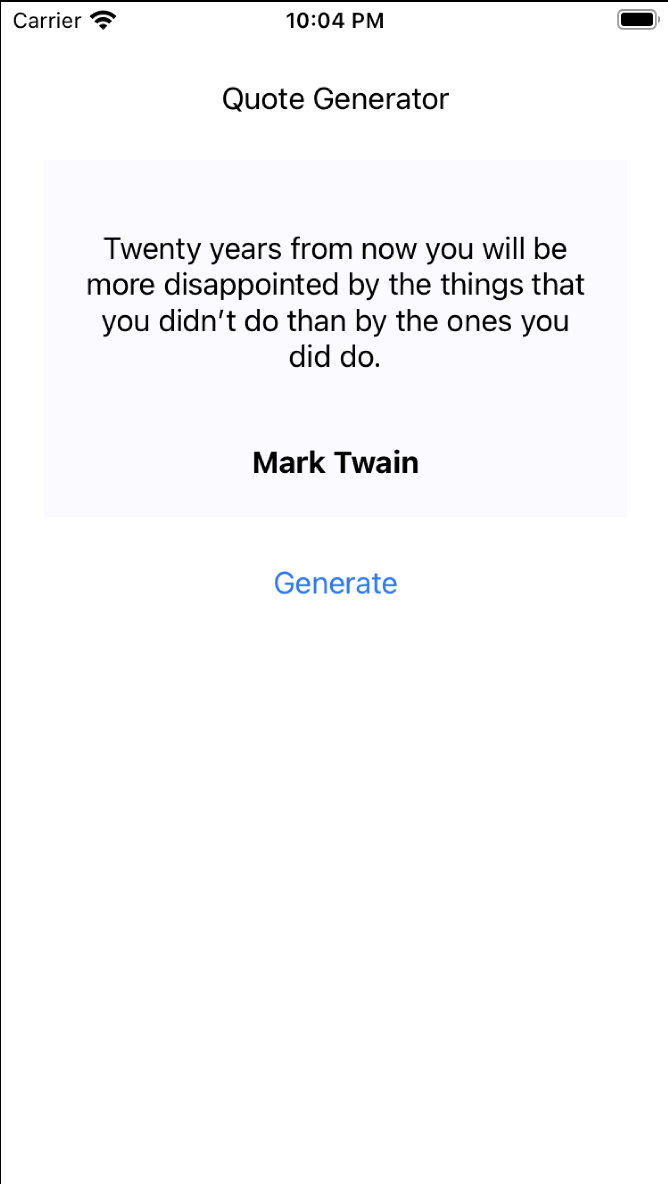 Carrier 10:04 PM
Quote Generator
Twenty years from now you will be
more disappointed by the things that
you didn’t do than by the ones you
did do.
Mark Twain
Generate